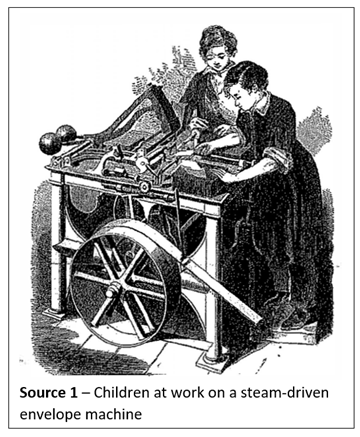 Source 1 – Children at work on a steam-driven
envelope machine